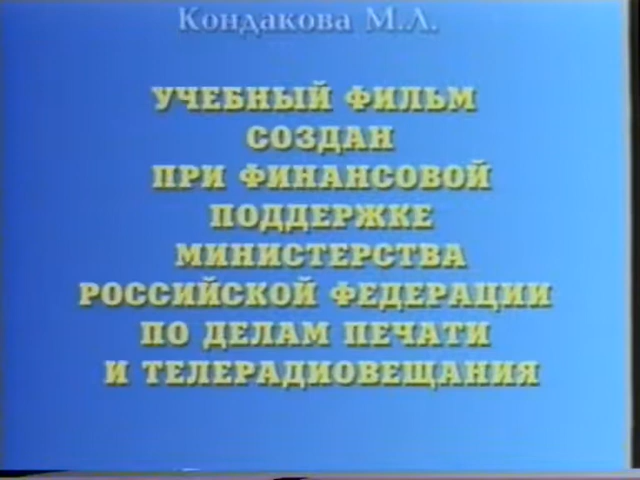 Кондакова М.Л.
УЧЕБНЫЙ ФИЛЬМ
СОЗДАН
ПРИ ФИНАНСОВОЙ
ПОДДЕРЖКЕ
МИНИСТЕРСТВА
РОССИЙСКОЙ ФЕДЕРАЦИИ
ПО ДЕЛАМ ПЕЧАТИ
И ТЕЛЕРАДИОВЕЩАНИЯ